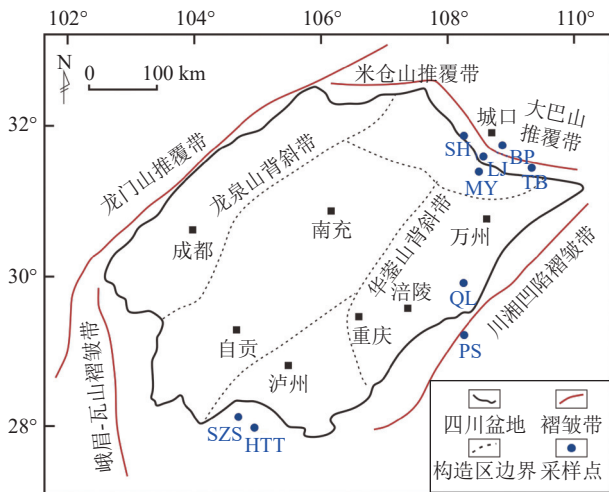 102° 104° 106° 108° 110°
N
0 100 km
米仓山推覆带
城口
大巴山
推覆带
32°
SH
BP
LJ
TB
MY
龙门山推覆带
龙泉山背斜带
成都
南充
华蓥山背斜带
万州
30°
涪陵
QL
川湘凹陷褶皱带
自贡
重庆
PS
泸州
峨眉-瓦山褶皱带
28°
SZS
HTT
四川盆地
褶皱带
构造区边界
采样点